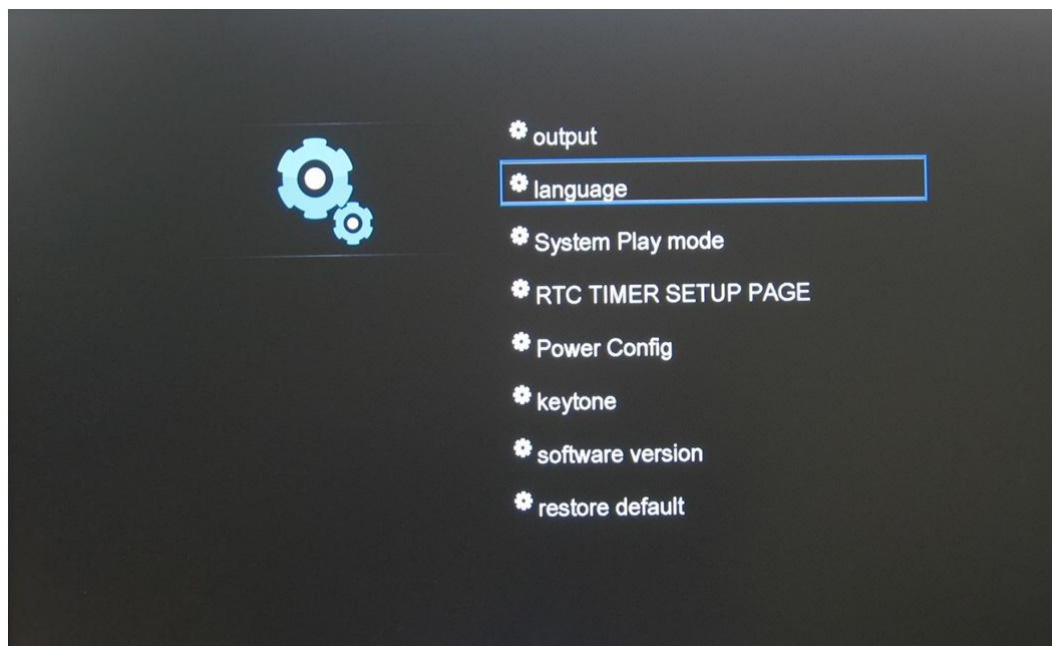 output
language
System Play mode
RTC TIMER SETUP PAGE
Power Config
keytone
software version
restore default